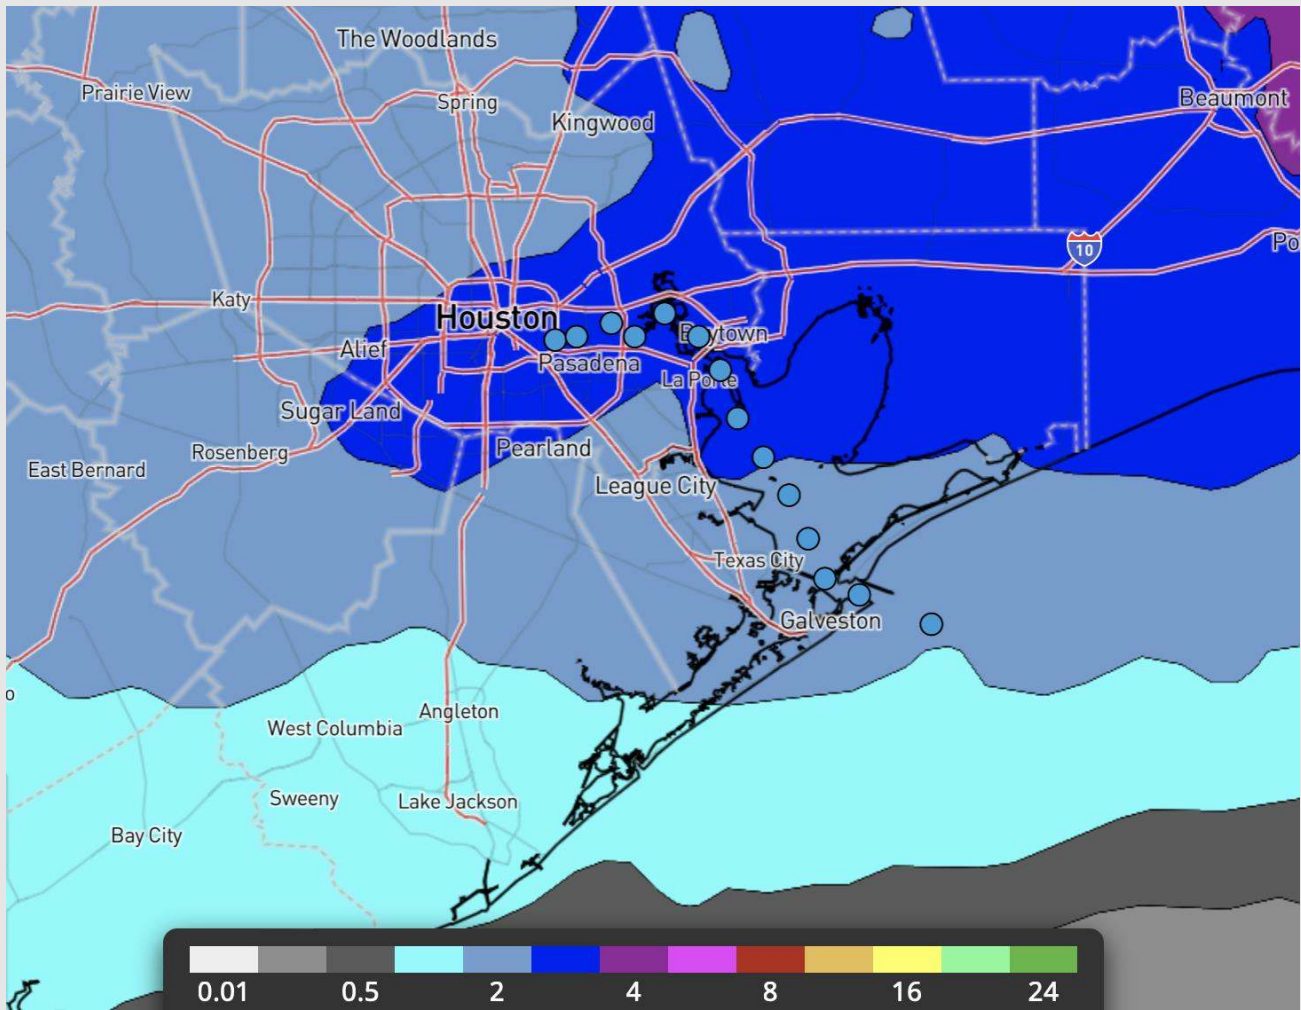 The Woodlands
Prairie View
Spring
Kingwood
Beaumont
10
Po
Katy
Houston
Baytown
Alief
Pasadena
La Porte
Sugar Land
Rosenberg
Pearland
East Bernard
League City
Texas City
Galveston
o
Angleton
West Columbia
Sweeny
Lake Jackson
Bay City
0.01 0.5 2 4 8 16 24